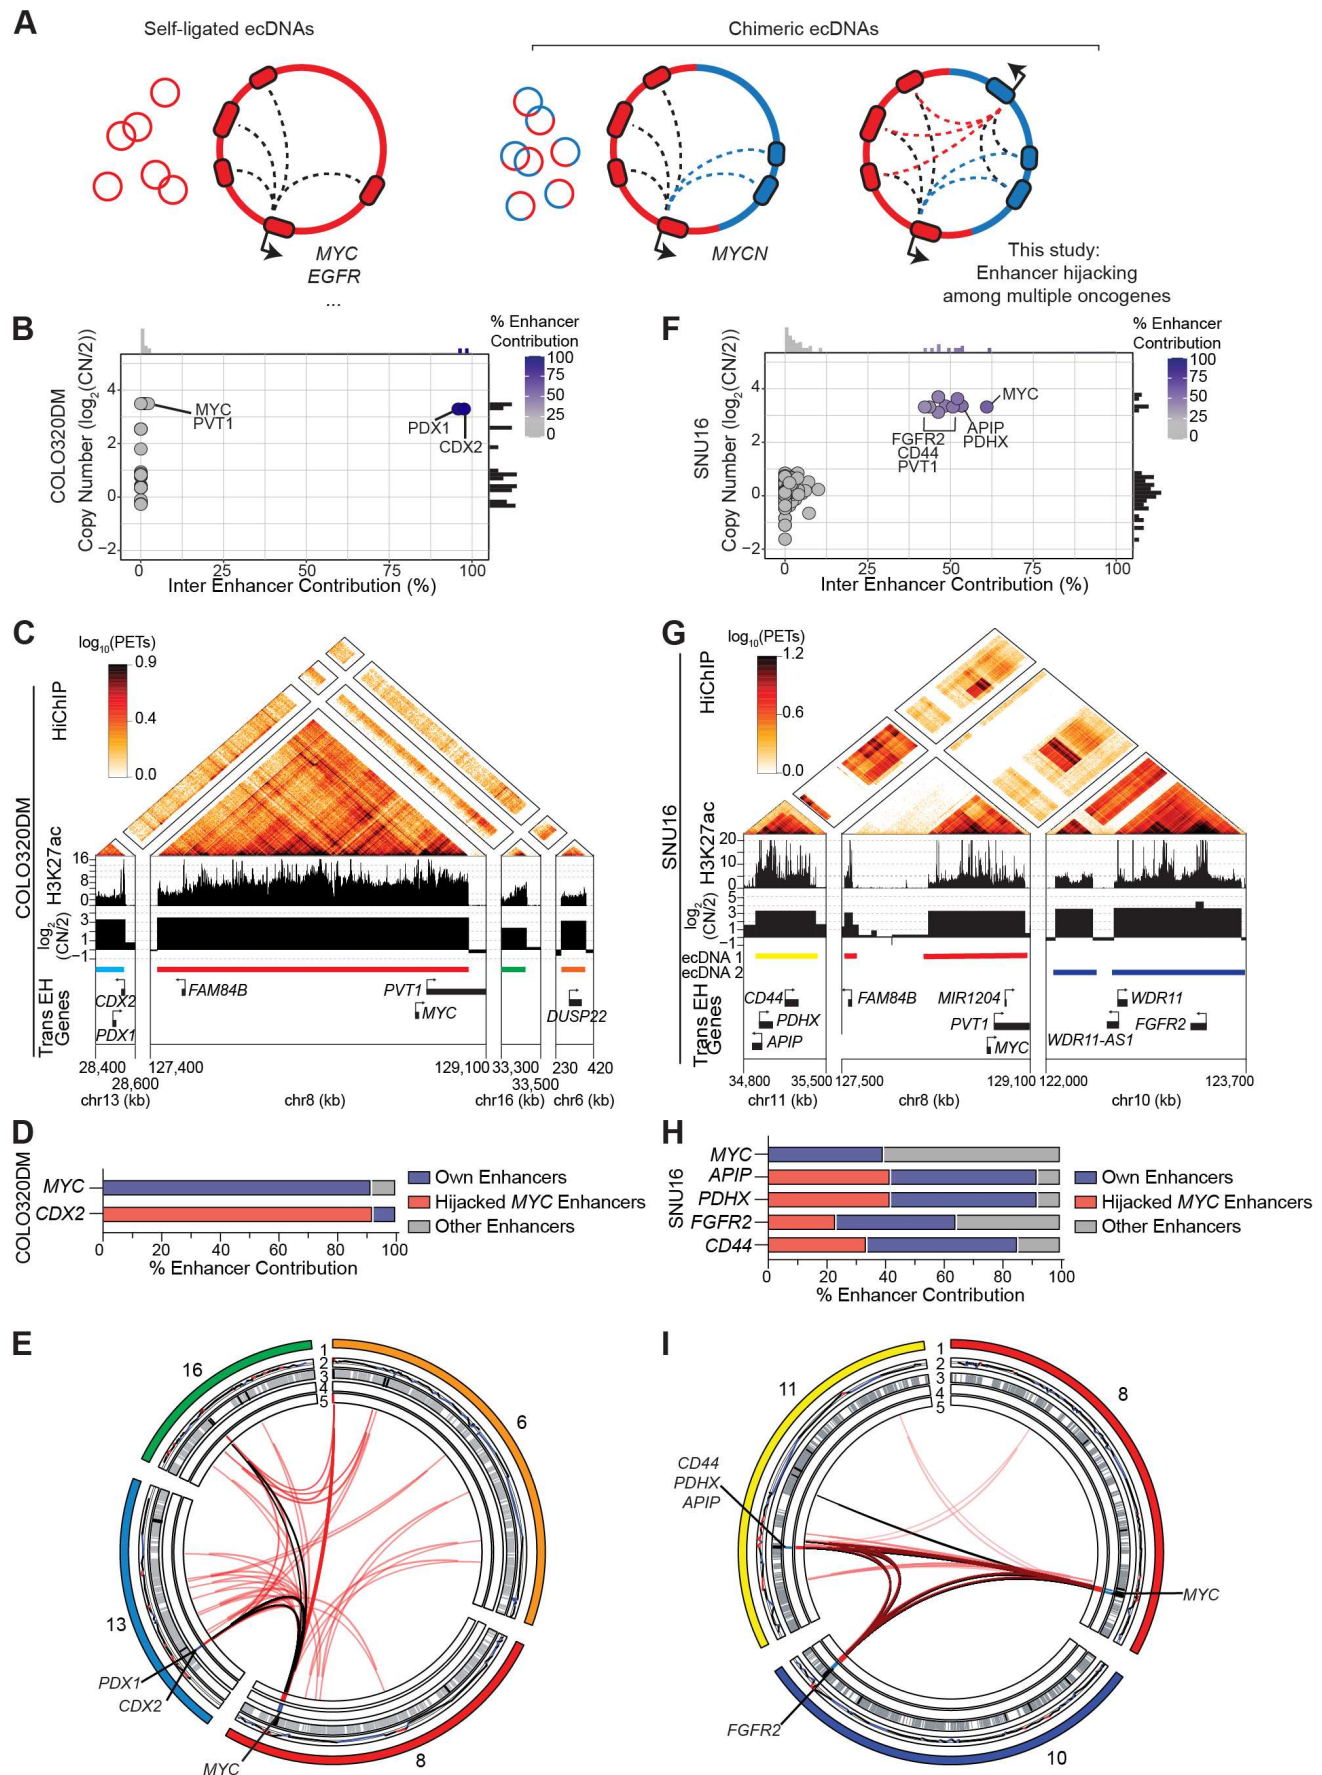 A
Self-ligated ecDNAs
Chimeric ecDNAs
MYC
EGFR
...
MYCN
This study:
Enhancer hijacking
among multiple oncogenes
B
COLO320DM
Copy Number (log2(CN/2))
4
2
0
−2
MYC
PVT1
PDX1
CDX2
0 25 50 75 100
Inter Enhancer Contribution (%)
% Enhancer
Contribution
100
75
50
25
0
F
SNU16
Copy Number (log2(CN/2))
4
2
0
−2
MYC
APIP
PDHX
FGFR2
CD44
PVT1
0 25 50 75 100
Inter Enhancer Contribution (%)
% Enhancer
Contribution
100
75
50
25
0
C
log10(PETs)
0.9
0.4
0.0
COLO320DM
HiChIP
H3K27ac
16
8
4
0
log2
(CN/2)
3
1
−1
Trans EH
Genes
CDX2
PDX1
FAM84B
PVT1
MYC
DUSP22
28,400
28,600
127,400
129,100
33,300
33,500
230
420
chr13 (kb)
chr8 (kb)
chr16 (kb)
chr6 (kb)
G
log10(PETs)
1.2
0.6
0.0
SNU16
HiChIP
H3K27ac
20
10
0
log2
(CN/2)
5
3
1
−1
ecDNA 1
ecDNA 2
Trans EH
Genes
CD44
PDHX
APIP
FAM84B
MIR1204
PVT1
MYC
WDR11
FGFR2
WDR11-AS1
34,800
35,500
127,500
129,100
122,000
123,700
chr11 (kb)
chr8 (kb)
chr10 (kb)
D
COLO320DM
MYC
CDX2
0 20 40 60 80 100
% Enhancer Contribution
Own Enhancers
Hijacked MYC Enhancers
Other Enhancers
H
SNU16
MYC
APIP
PDHX
FGFR2
CD44
0 20 40 60 80 100
% Enhancer Contribution
Own Enhancers
Hijacked MYC Enhancers
Other Enhancers
E
1
2
3
4
5
16
6
13
8
PDX1
CDX2
MYC
I
1
2
3
4
5
11
8
10
CD44
PDHX
APIP
MYC
FGFR2